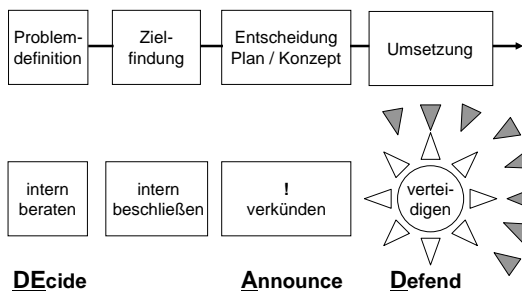 Problem-
definition
Ziel-
findung
Entscheidung
Plan / Konzept
Umsetzung
intern
beraten
intern
beschließen
!
verkünden
vertei-
digen
DEcide
Announce
Defend